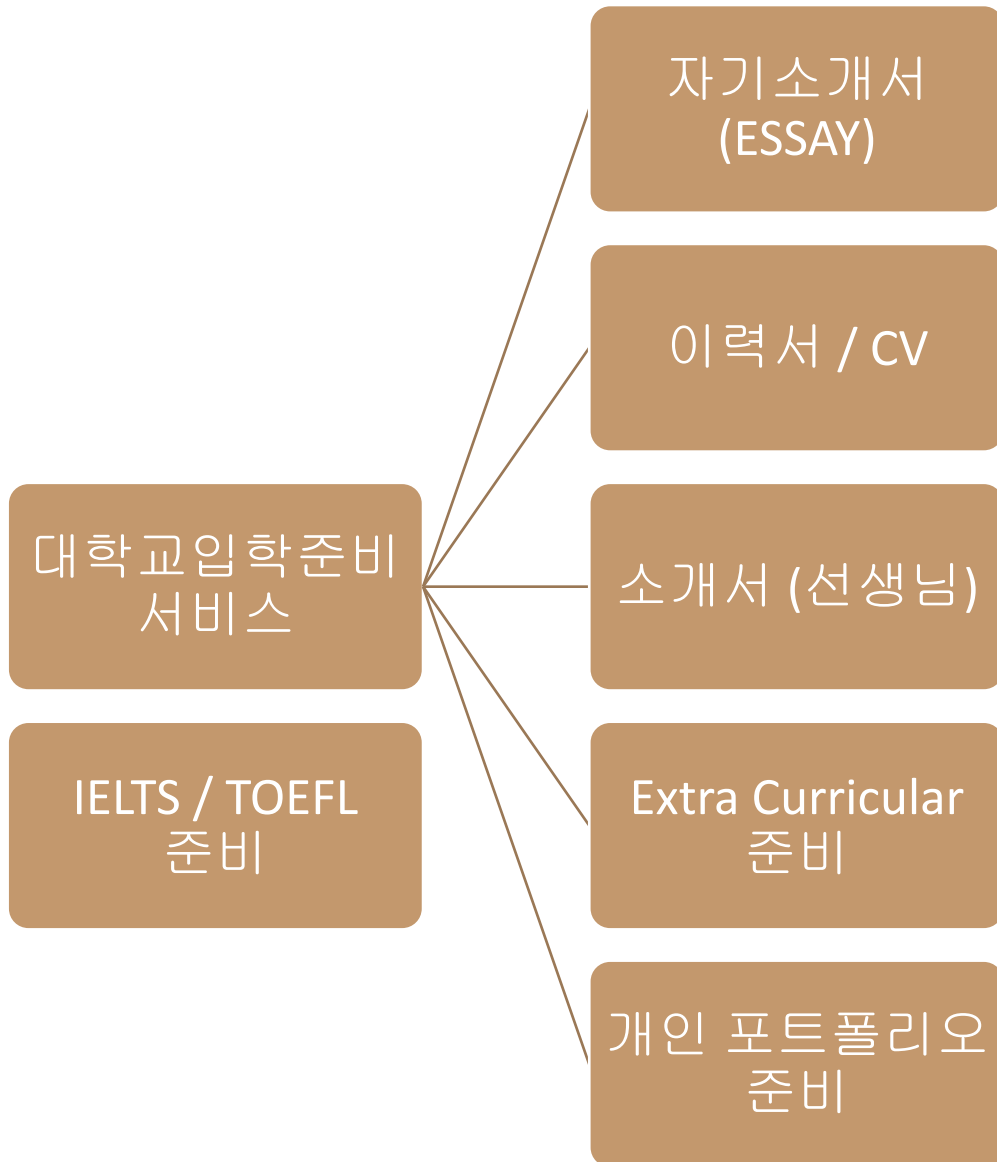 자기소개서
(ESSAY)
이력서 / CV
대학교입학준비
서비스
소개서 (선생님)
IELTS / TOEFL
준비
Extra Curricular
준비
개인 포트폴리오
준비